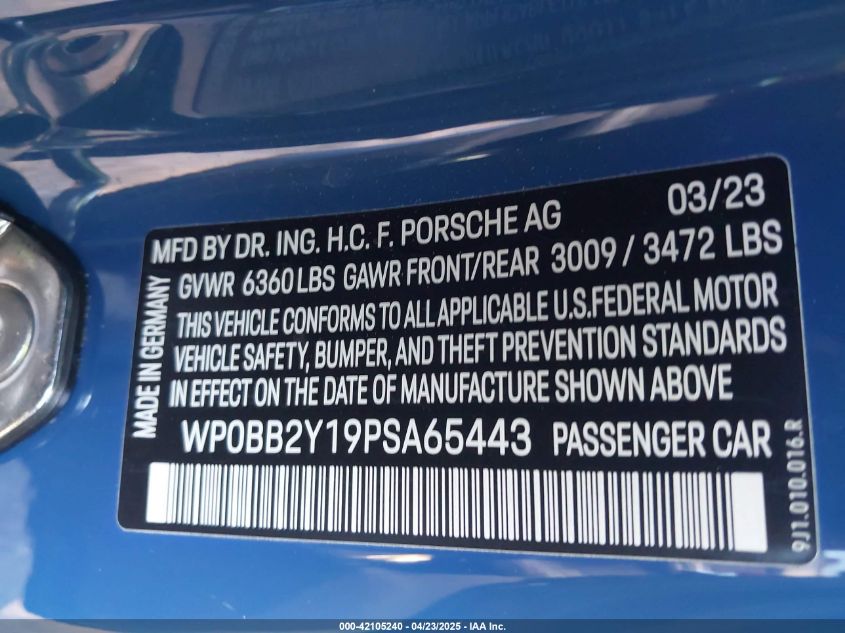 03/23
MFD BY DR. ING. H.C. F. PORSCHE AG
GVWR 6360 LBS GAWR FRONT/REAR 3009 / 3472 LBS
THIS VEHICLE CONFORMS TO ALL APPLICABLE U.S.FEDERAL MOTOR
VEHICLE SAFETY, BUMPER, AND THEFT PREVENTION STANDARDS
IN EFFECT ON THE DATE OF MANUFACTURE SHOWN ABOVE
WP0BB2Y19PSA65443 PASSENGER CAR
MADE IN GERMANY
9J1.010.016.R
000-42105240 - 04/23/2025 - IAA Inc.